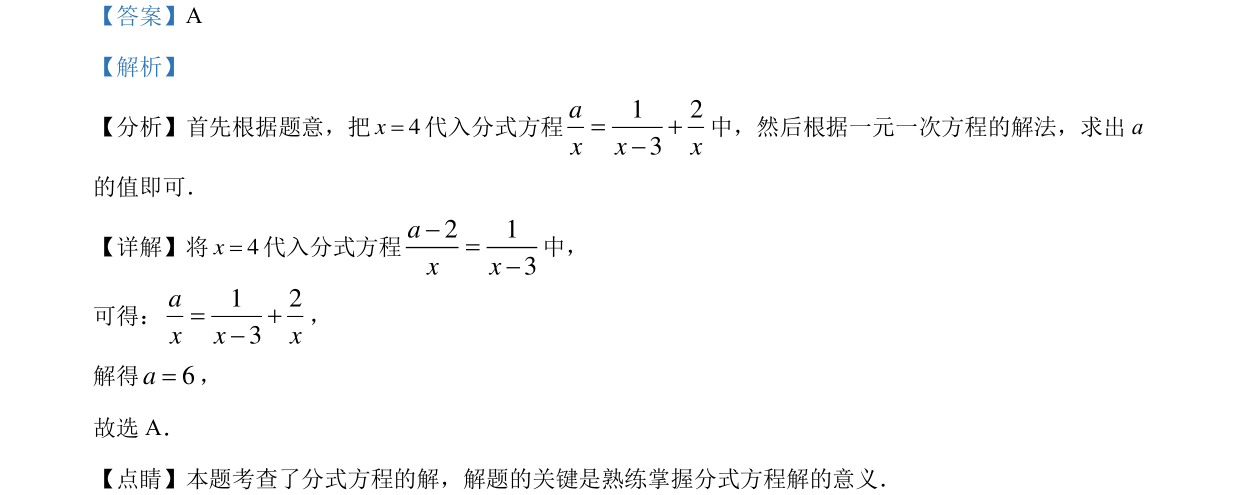 【答案】A
【解析】
【分析】首先根据题意，把 x = 4 代入分式方程 a/x = 1/(x−3) + 2/x 中，然后根据一元一次方程的解法，求出 a
的值即可．
【详解】将 x = 4 代入分式方程 (a−2)/x = 1/(x−3) 中，
可得：a/x = 1/(x−3) + 2/x，
解得 a = 6，
故选 A．
【点睛】本题考查了分式方程的解，解题的关键是熟练掌握分式方程解的意义．